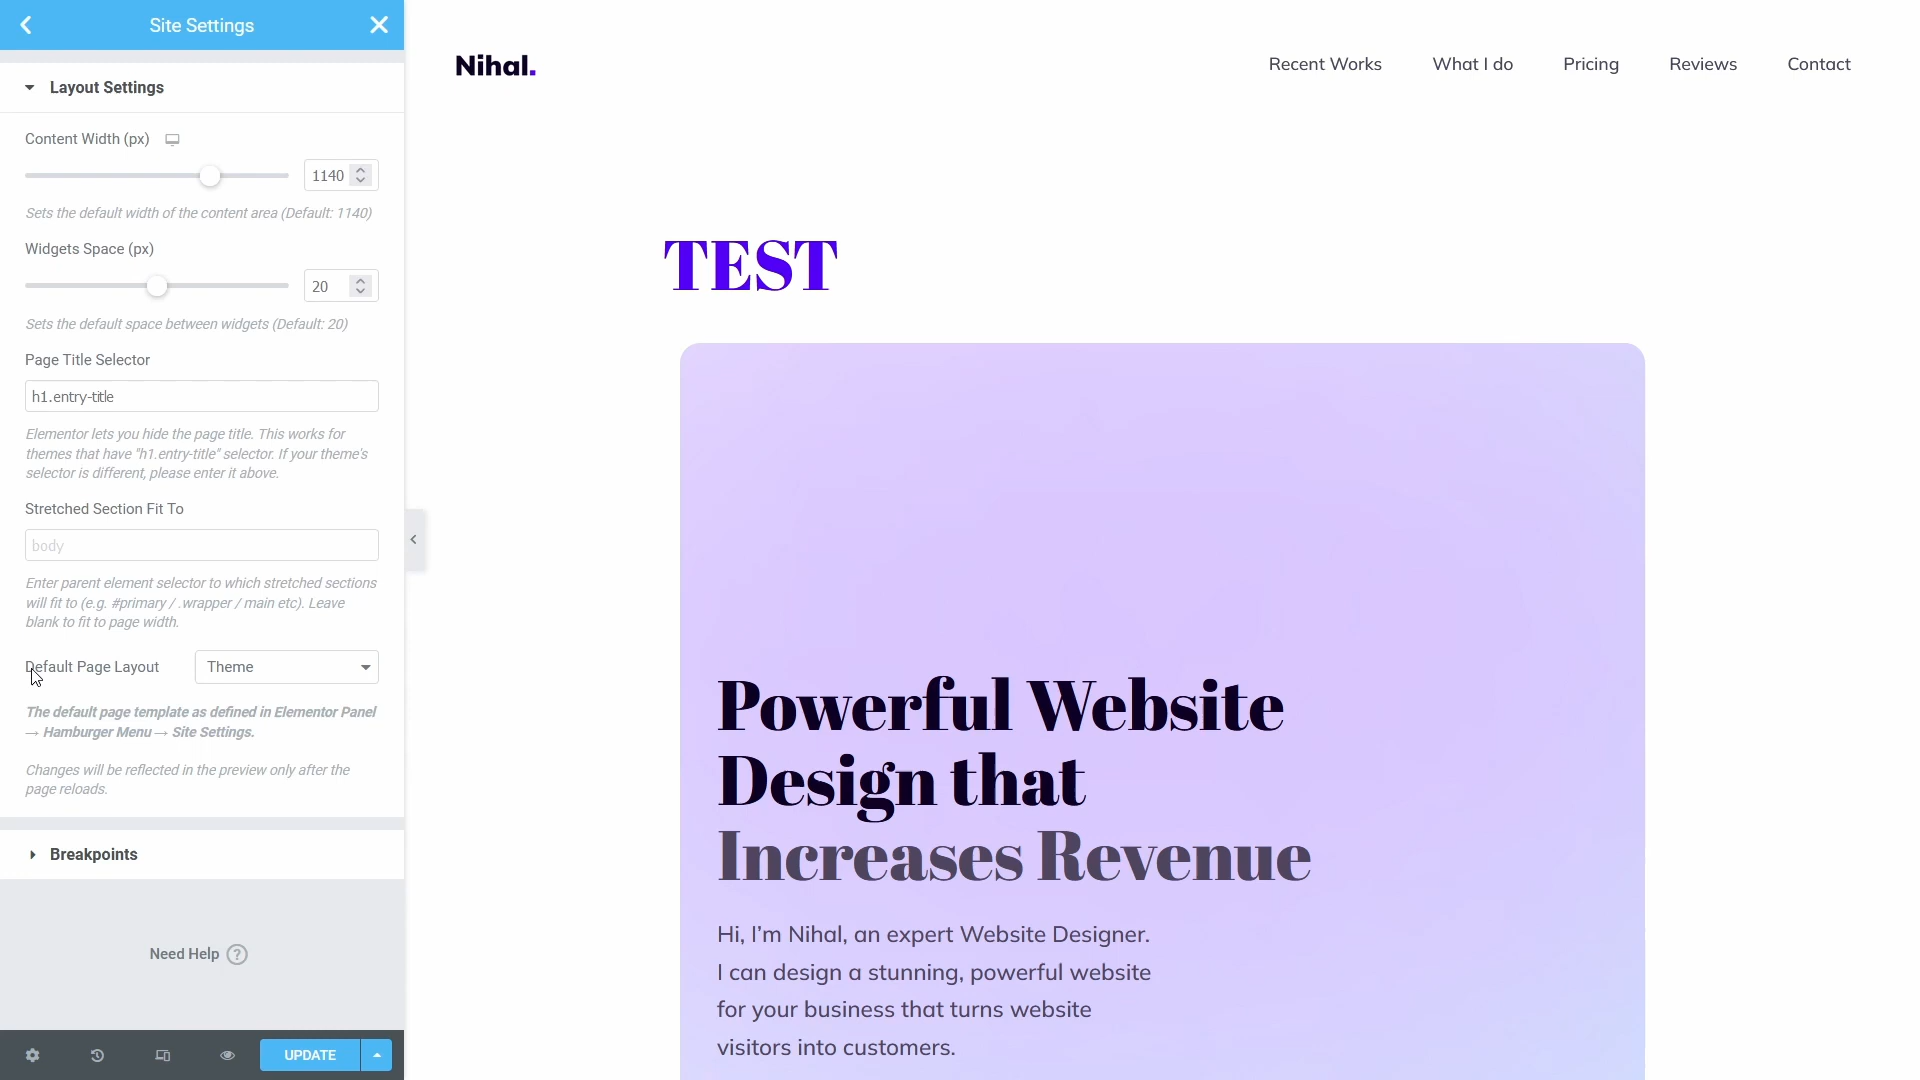 Site Settings
Layout Settings
Content Width (px)
1140
Sets the default width of the content area (Default: 1140)
Widgets Space (px)
20
Sets the default space between widgets (Default: 20)
Page Title Selector
h1.entry-title
Elementor lets you hide the page title. This works for
themes that have "h1.entry-title" selector. If your theme's
selector is different, please enter it above.
Stretched Section Fit To
body
Enter parent element selector to which stretched sections
will fit to (e.g. #primary / .wrapper / main etc). Leave
blank to fit to page width.
Default Page Layout
Theme
The default page template as defined in Elementor Panel
→ Hamburger Menu → Site Settings.
Changes will be reflected in the preview only after the
page reloads.
Breakpoints
Need Help ?
UPDATE
Nihal.
Recent Works
What I do
Pricing
Reviews
Contact
TEST
Powerful Website
Design that
Increases Revenue
Hi, I'm Nihal, an expert Website Designer.
I can design a stunning, powerful website
for your business that turns website
visitors into customers.